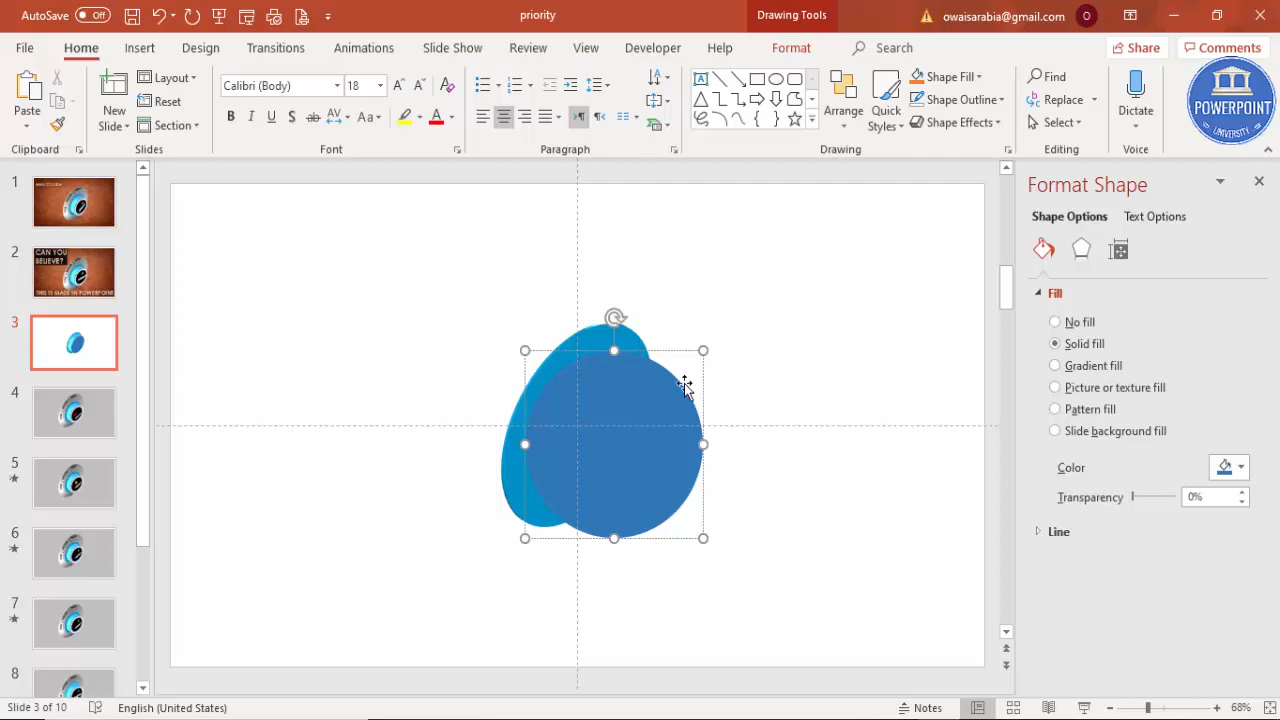 AutoSave Off
priority
Drawing Tools
owaisarabia@gmail.com
O
File Home Insert Design Transitions Animations Slide Show Review View Developer Help Format Search
Share Comments
Paste
New
Slide
Layout
Reset
Section
Calibri (Body) 18
B I U S ab AV Aa A
Arrange
Quick
Styles
Shape Fill
Shape Outline
Shape Effects
Find
Replace
Select
Dictate
POWERPOINT
UNIVERSITY
Clipboard Slides Font Paragraph Drawing Editing Voice
1
2
CAN YOU
BELIEVE?
THIS IS MADE IN POWERPOINT
3
4
5
6
7
8
Format Shape
Shape Options Text Options
Fill
No fill
Solid fill
Gradient fill
Picture or texture fill
Pattern fill
Slide background fill
Color
Transparency 0%
Line
Slide 3 of 10 English (United States) Notes 68%